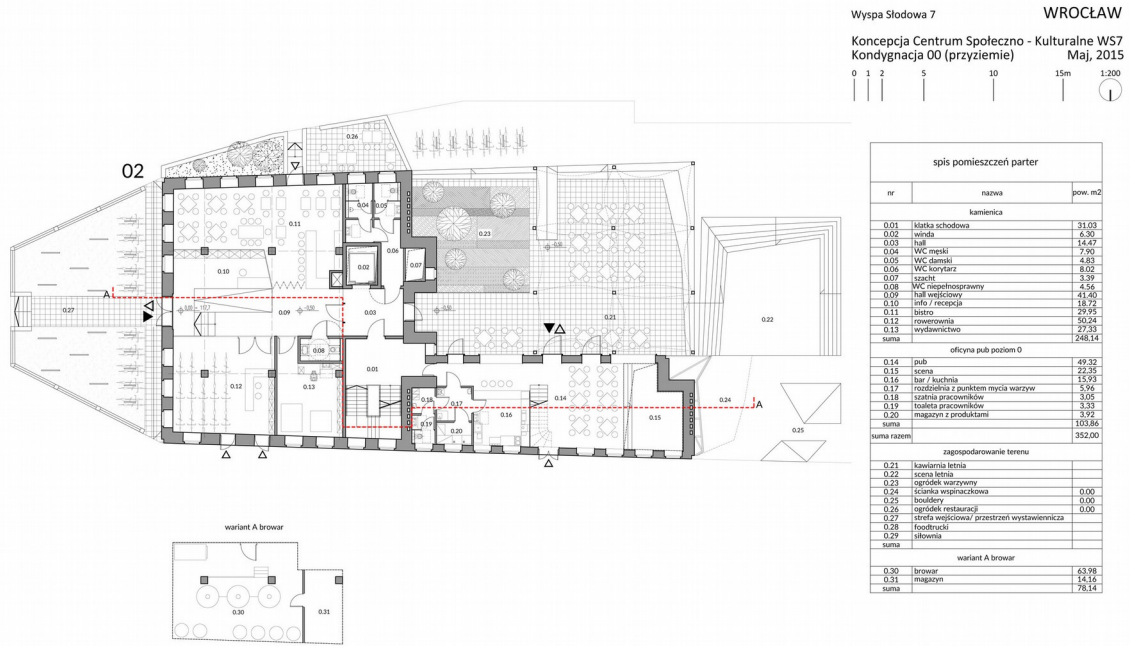 Wyspa Słodowa 7 WROCŁAW
Koncepcja Centrum Społeczno - Kulturalne WS7
Kondygnacja 00 (przyziemie) Maj, 2015
0 1 2 5 10 15m 1:200
spis pomieszczeń parter
nr nazwa pow. m2
kamienica
0.01 klatka schodowa 31,03
0.02 winda 6.30
0.03 hall 14.47
0.04 WC męski 7,90
0.05 WC damski 4,83
0.06 WC korytarz 8,02
0.07 szacht 3.39
0.08 WC niepełnosprawny 4,56
0.09 hall wejściowy 41,40
0.10 info / recepcja 18.72
0.11 bistro 29,95
0.12 rowerownia 50,24
0.13 wydawnictwo 27,33
suma 248,14
oficyna pub poziom 0
0.14 pub 49.32
0.15 scena 22,35
0.16 bar / kuchnia 15,93
0.17 rozdzielnia z punktem mycia warzyw 5,96
0.18 szatnia pracowników 3,05
0.19 toaleta pracowników 3,33
0.20 magazyn z produktami 3.92
suma 103,86
suma razem 352,00
zagospodarowanie terenu
0.21 kawiarnia letnia
0.22 scena letnia
0.23 ogródek warzywny
0.24 ścianka wspinaczkowa 0.00
0.25 bouldery 0.00
0.26 ogródek restauracji 0.00
0.27 strefa wejściowa/ przestrzeń wystawiennicza
0.28 foodtrucki
0.29 siłownia
suma
wariant A browar
0.30 browar 63.98
0.31 magazyn 14,16
suma 78,14
02
0.26
0.04
0.05
0.11
0.23
0.06
-0,50
0.02
0.07
0.10
A
0.27
0.09
-0,50
0.03
-0,50
0.21
0.22
0.08
0.01
0.12
0.13
0.18
0.17
0.14
0.24
A
0.16
0.15
0.19
0.20
0.25
wariant A browar
0.30
0.31